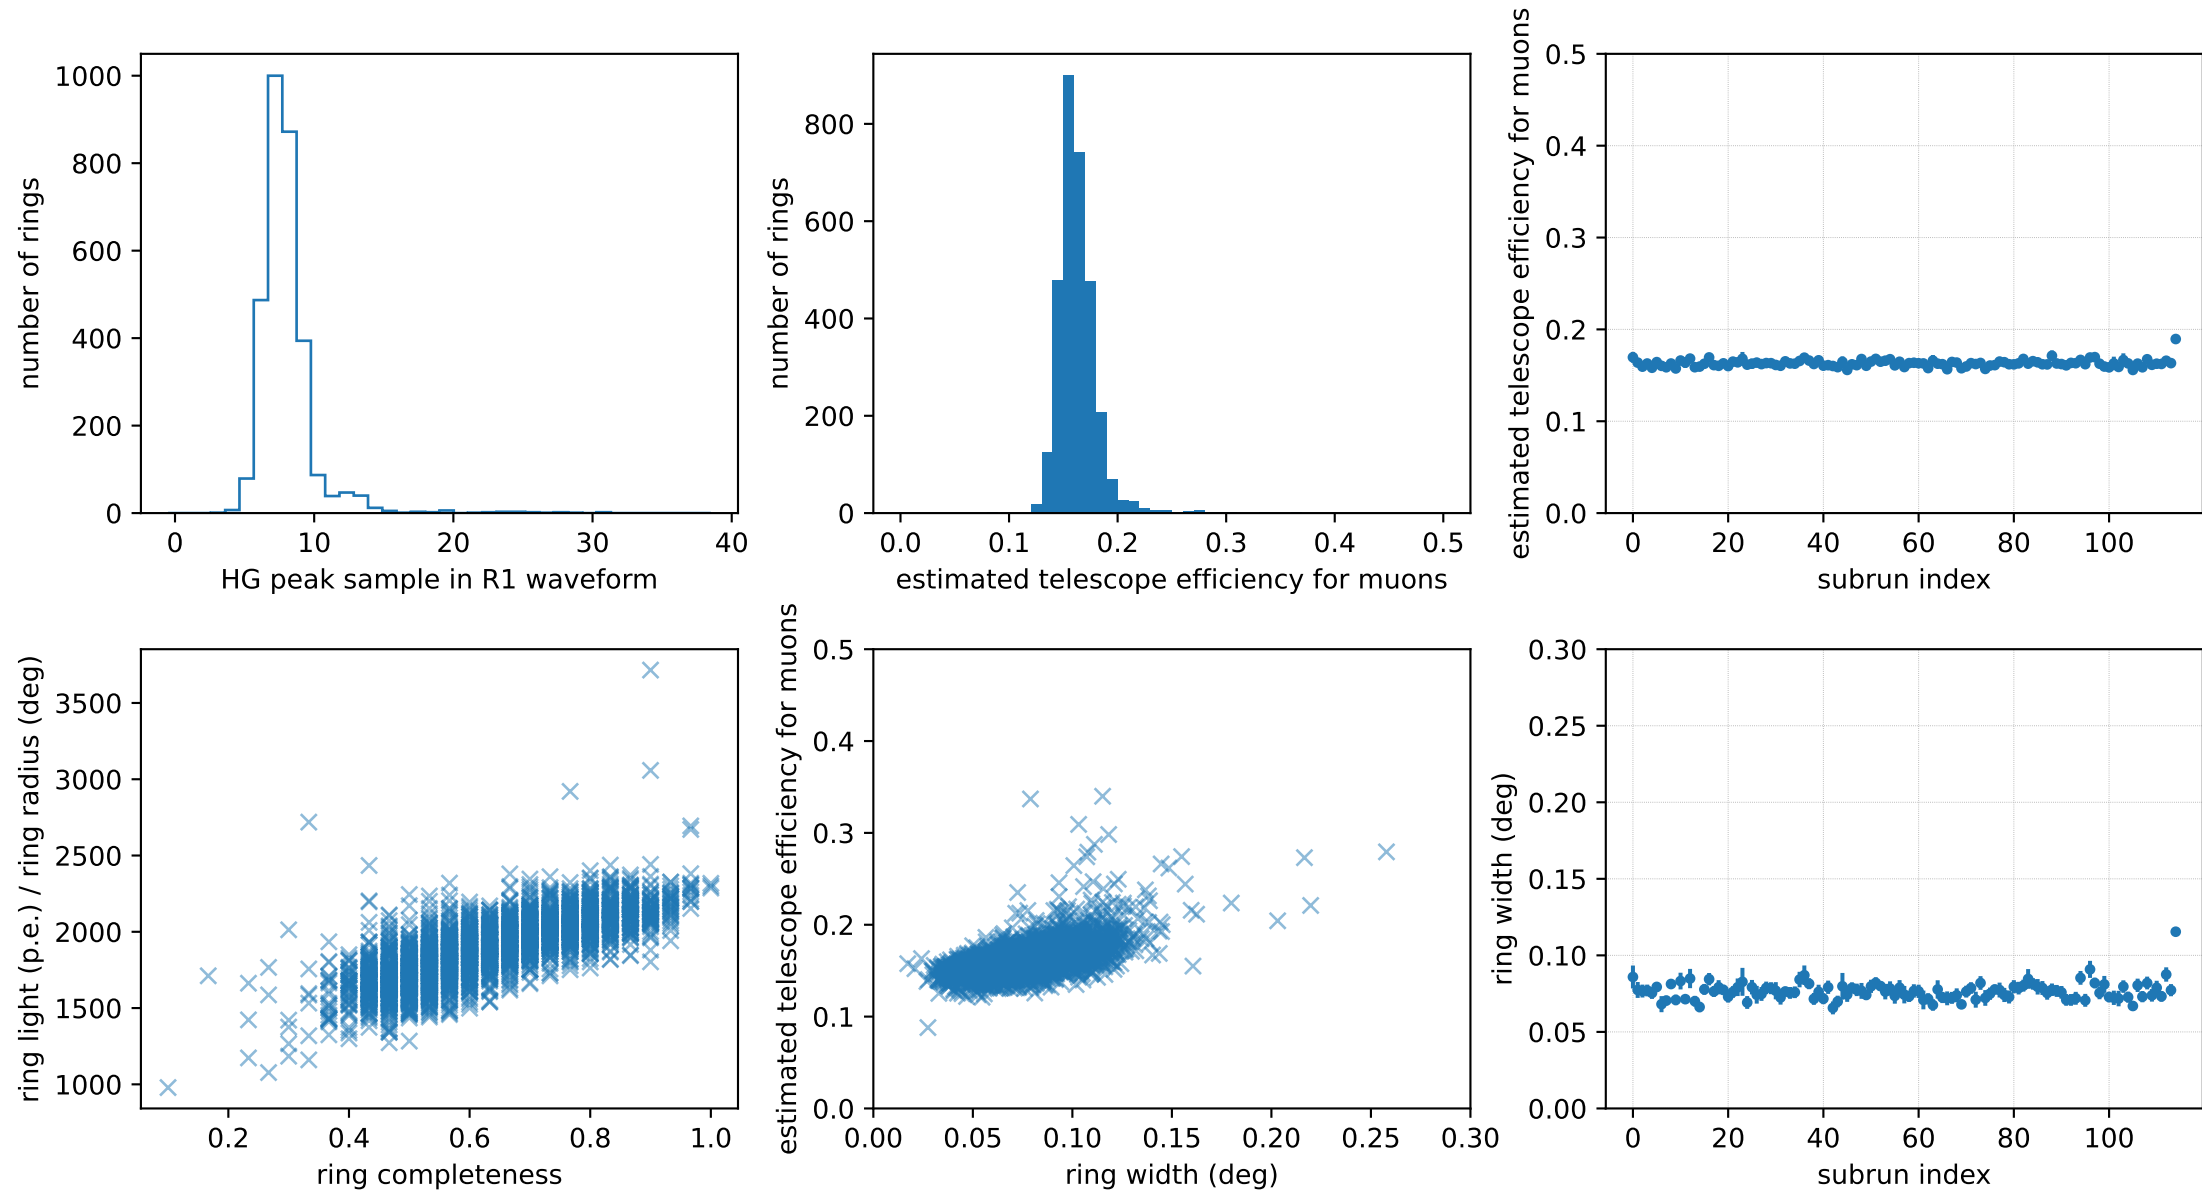 number of rings
1000
800
600
400
200
0
0 10 20 30 40
HG peak sample in R1 waveform
number of rings
800
600
400
200
0
0.0 0.1 0.2 0.3 0.4 0.5
estimated telescope efficiency for muons
estimated telescope efficiency for muons
0.5
0.4
0.3
0.2
0.1
0.0
0 20 40 60 80 100
subrun index
ring light (p.e.) / ring radius (deg)
3500
3000
2500
2000
1500
1000
0.2 0.4 0.6 0.8 1.0
ring completeness
estimated telescope efficiency for muons
0.5
0.4
0.3
0.2
0.1
0.0
0.00 0.05 0.10 0.15 0.20 0.25 0.30
ring width (deg)
ring width (deg)
0.30
0.25
0.20
0.15
0.10
0.05
0.00
0 20 40 60 80 100
subrun index